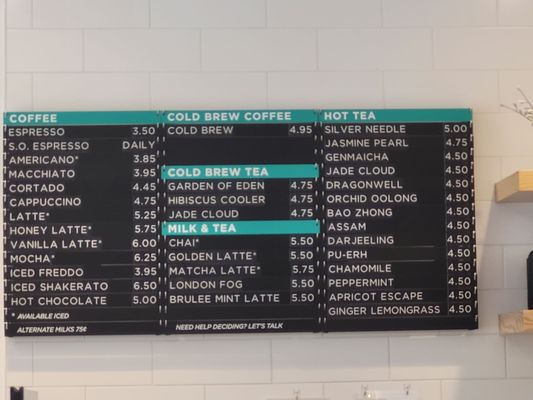 COFFEE
ESPRESSO 3.50
S.O. ESPRESSO DAILY
AMERICANO* 3.85
MACCHIATO 3.95
CORTADO 4.45
CAPPUCCINO 4.75
LATTE* 5.25
HONEY LATTE* 5.75
VANILLA LATTE* 6.00
MOCHA* 6.25
ICED FREDDO 3.95
ICED SHAKERATO 6.50
HOT CHOCOLATE 5.00
* AVAILABLE ICED
ALTERNATE MILKS 75¢
COLD BREW COFFEE
COLD BREW 4.95
COLD BREW TEA
GARDEN OF EDEN 4.75
HIBISCUS COOLER 4.75
JADE CLOUD 4.75
MILK & TEA
CHAI* 5.50
GOLDEN LATTE* 5.50
MATCHA LATTE* 5.75
LONDON FOG 5.50
BRULEE MINT LATTE 5.50
NEED HELP DECIDING? LET'S TALK
HOT TEA
SILVER NEEDLE 5.00
JASMINE PEARL 4.75
GENMAICHA 4.50
JADE CLOUD 4.50
DRAGONWELL 4.50
ORCHID OOLONG 4.50
BAO ZHONG 4.50
ASSAM 4.50
DARJEELING 4.50
PU-ERH 4.50
CHAMOMILE 4.50
PEPPERMINT 4.50
APRICOT ESCAPE 4.50
GINGER LEMONGRASS 4.50